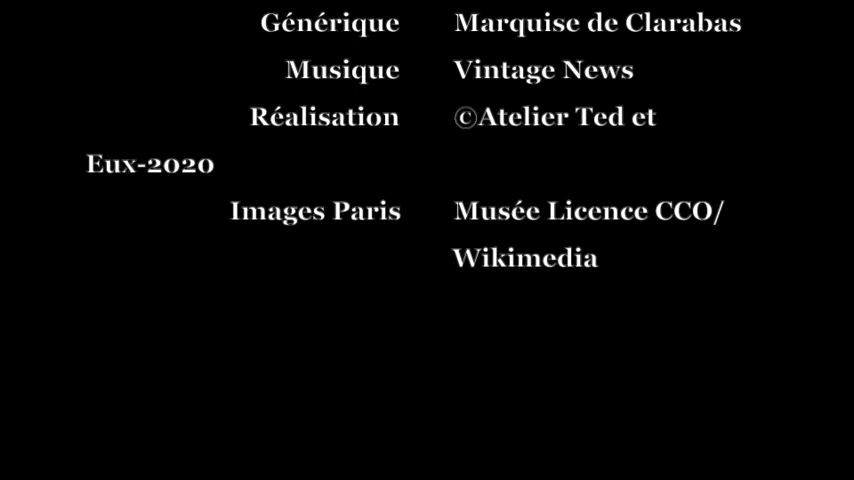 Générique Marquise de Clarabas
Musique Vintage News
Réalisation ©Atelier Ted et
Eux-2020
Images Paris Musée Licence CCO/
Wikimedia